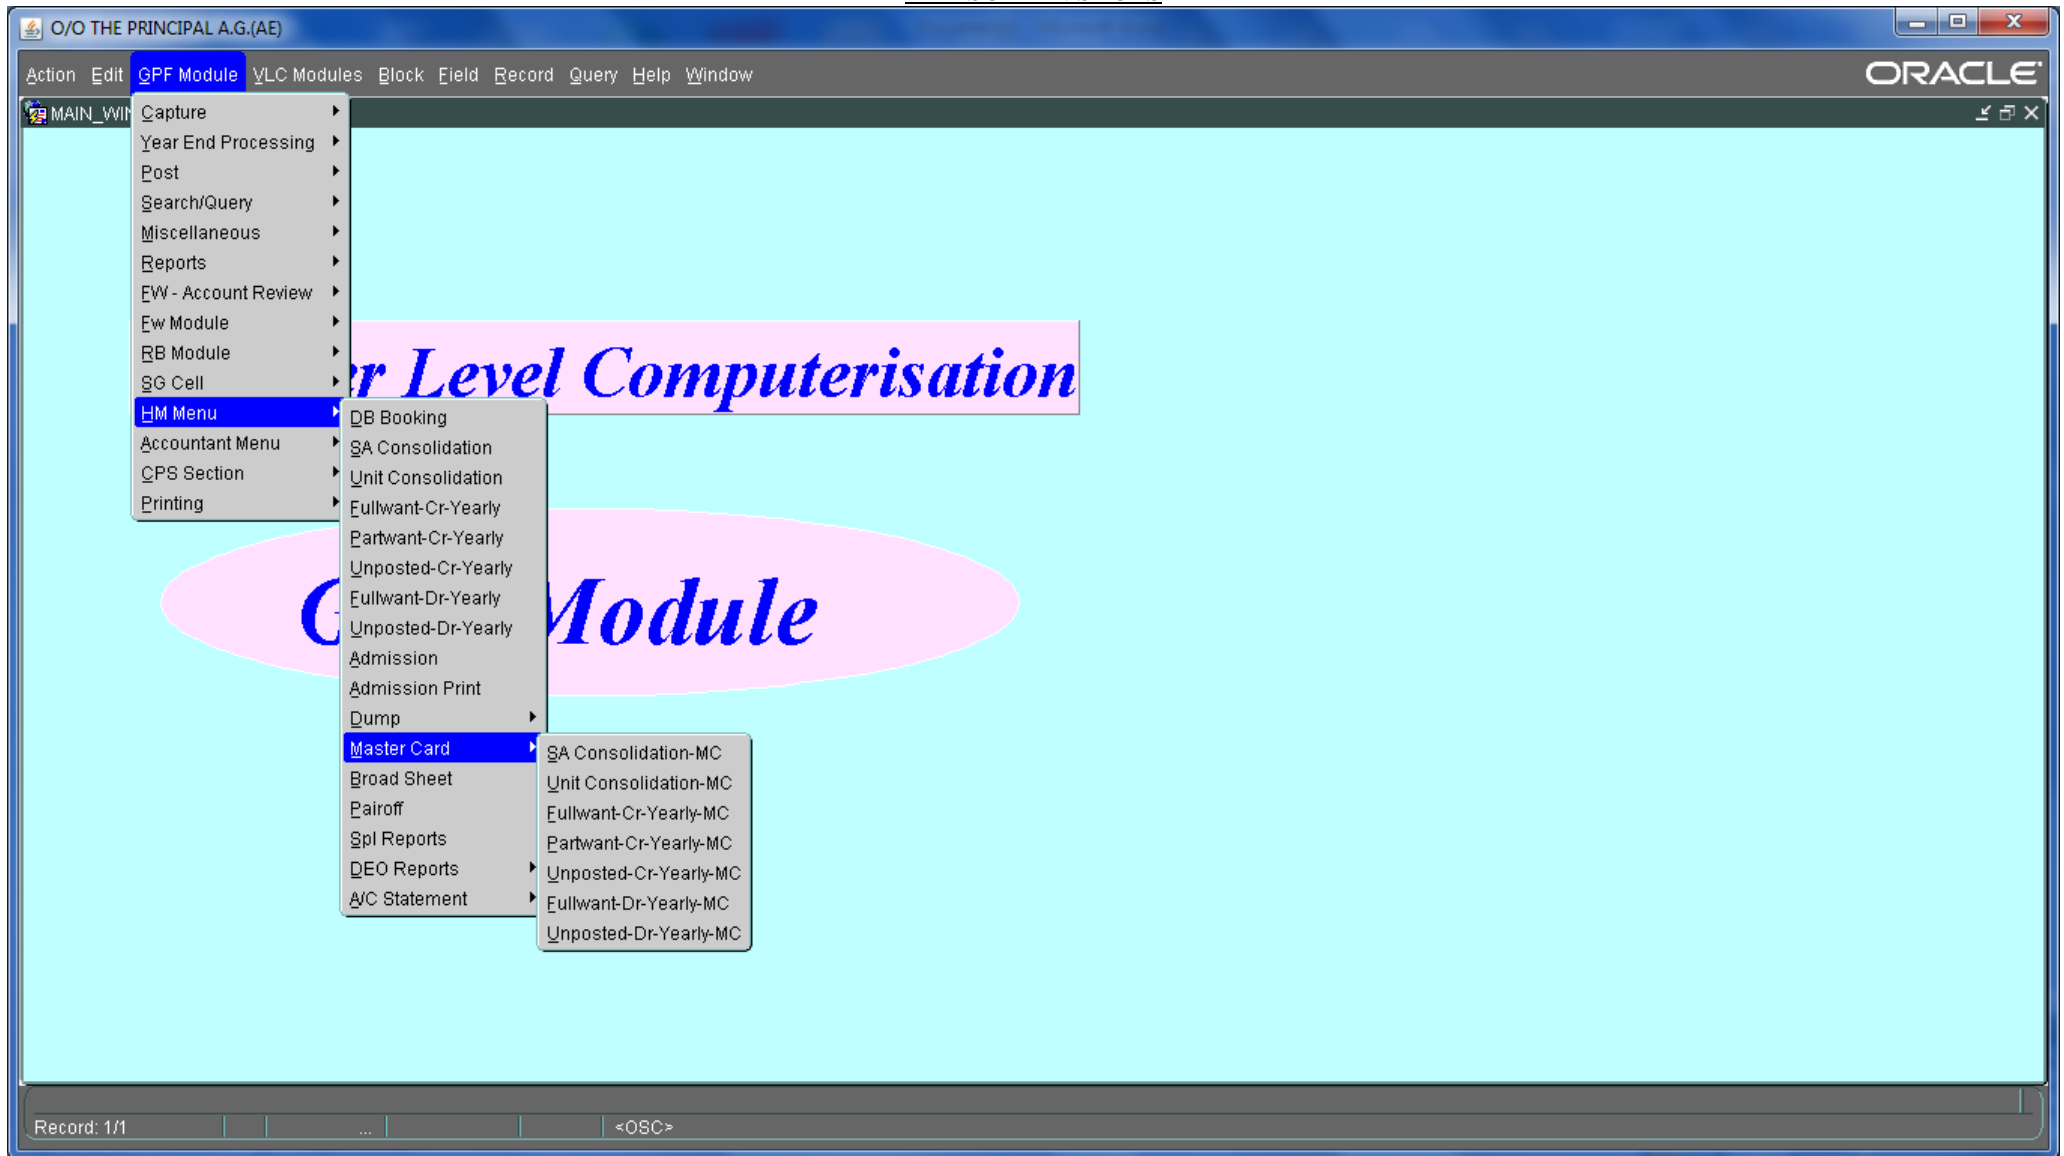 O/O THE PRINCIPAL A.G.(AE)
Action Edit GPF Module VLC Modules Block Field Record Query Help Window
ORACLE
MAIN_WIN
Capture
Year End Processing
Post
Search/Query
Miscellaneous
Reports
FW - Account Review
Fw Module
RB Module
SG Cell
HM Menu
Accountant Menu
CPS Section
Printing
DB Booking
SA Consolidation
Unit Consolidation
Fullwant-Cr-Yearly
Partwant-Cr-Yearly
Unposted-Cr-Yearly
Fullwant-Dr-Yearly
Unposted-Dr-Yearly
Admission
Admission Print
Dump
Master Card
Broad Sheet
Pairoff
Spl Reports
DEO Reports
A/C Statement
SA Consolidation-MC
Unit Consolidation-MC
Fullwant-Cr-Yearly-MC
Partwant-Cr-Yearly-MC
Unposted-Cr-Yearly-MC
Fullwant-Dr-Yearly-MC
Unposted-Dr-Yearly-MC
er Level Computerisation
Module
Record: 1/1 ... <OSC>